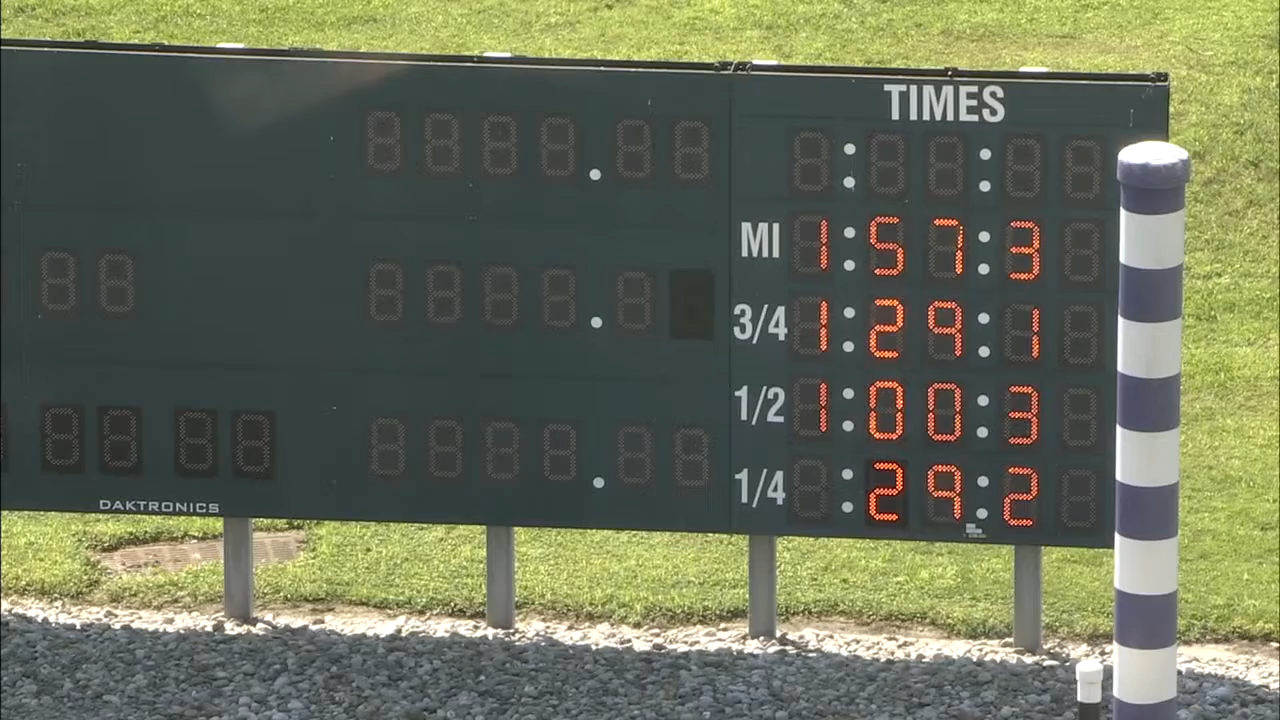 TIMES
MI 1:57:3
3/4 1:29:1
1/2 1:00:3
1/4 :29:2
DAKTRONICS